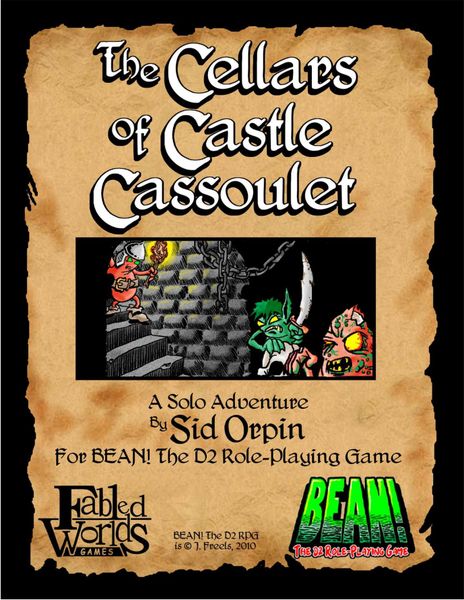 The Cellars
of Castle
Cassoulet
A Solo Adventure
By Sid Orpin
For BEAN! The D2 Role-Playing Game
Fabled
Worlds
GAMES
BEAN! The D2 RPG
is © J. Freels, 2010
BEAN!
The D2 Role-Playing Game